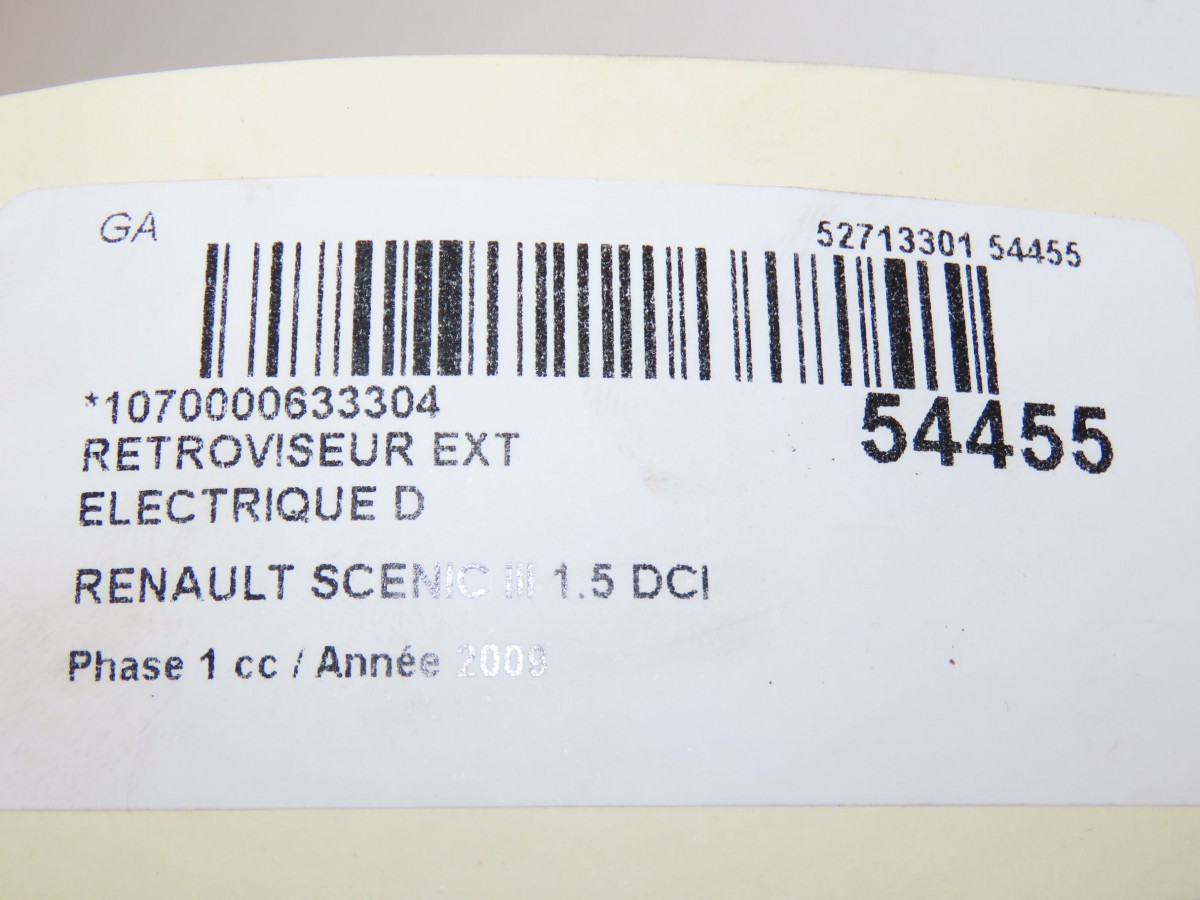 GA
52713301 54455
*1070000633304
54455
RETROVISEUR EXT
ELECTRIQUE D
RENAULT SCENIC III 1.5 DCI
Phase 1 cc / Année 2009